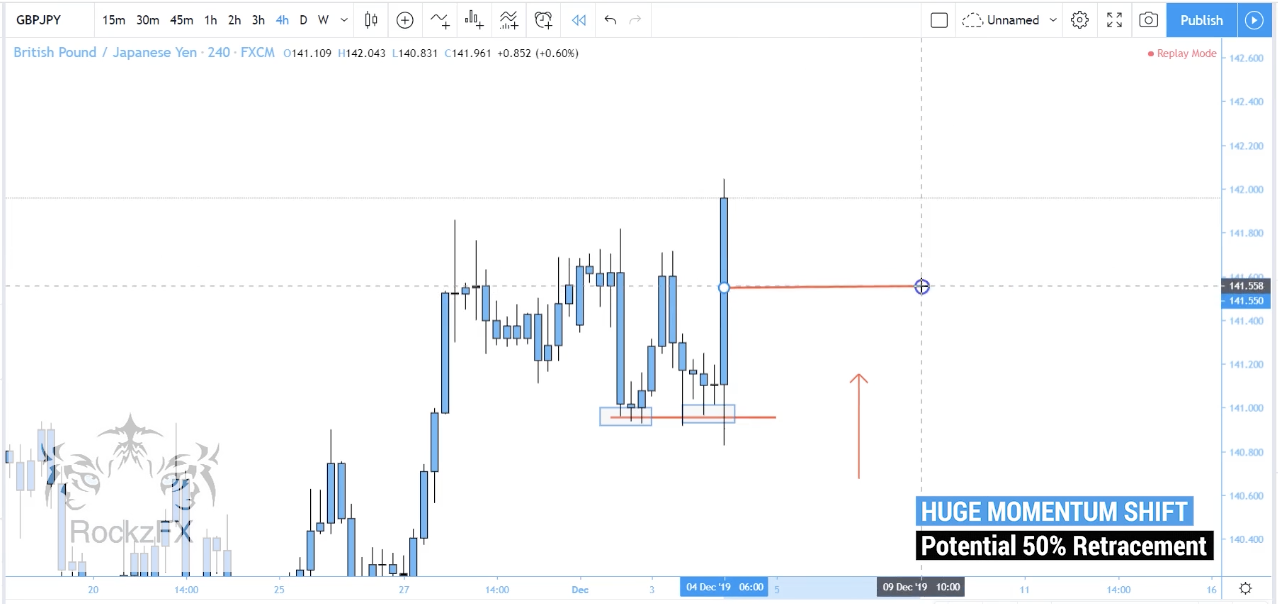 GBPJPY 15m 30m 45m 1h 2h 3h 4h D W Unnamed Publish
British Pound / Japanese Yen · 240 · FXCM O141.109 H142.043 L140.831 C141.961 +0.852 (+0.60%)
Replay Mode
142.600
142.400
142.200
142.000
141.800
141.600
141.558
141.550
141.400
141.200
141.000
140.800
140.600
140.400
RockzFX
HUGE MOMENTUM SHIFT
Potential 50% Retracement
20 14:00 25 27 14:00 Dec 3 04 Dec '19 06:00 5 09 Dec '19 10:00 11 14:00 16